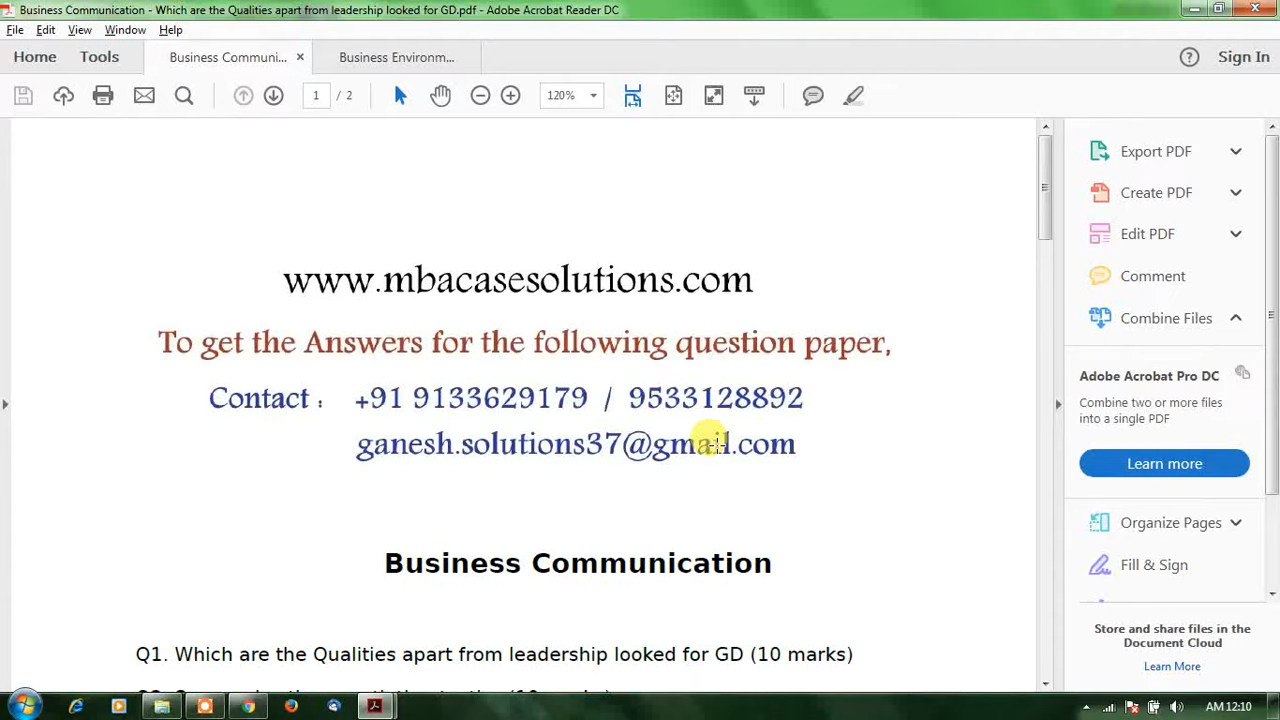 Business Communication - Which are the Qualities apart from leadership looked for GD.pdf - Adobe Acrobat Reader DC
File Edit View Window Help
Home Tools Business Communi... × Business Environm... Sign In
1 / 2 120%
www.mbacasesolutions.com
To get the Answers for the following question paper,
Contact : +91 9133629179 / 9533128892
ganesh.solutions37@gmail.com
Business Communication
Q1. Which are the Qualities apart from leadership looked for GD (10 marks)
Export PDF
Create PDF
Edit PDF
Comment
Combine Files
Adobe Acrobat Pro DC
Combine two or more files
into a single PDF
Learn more
Organize Pages
Fill & Sign
Store and share files in the
Document Cloud
Learn More
AM 12:10